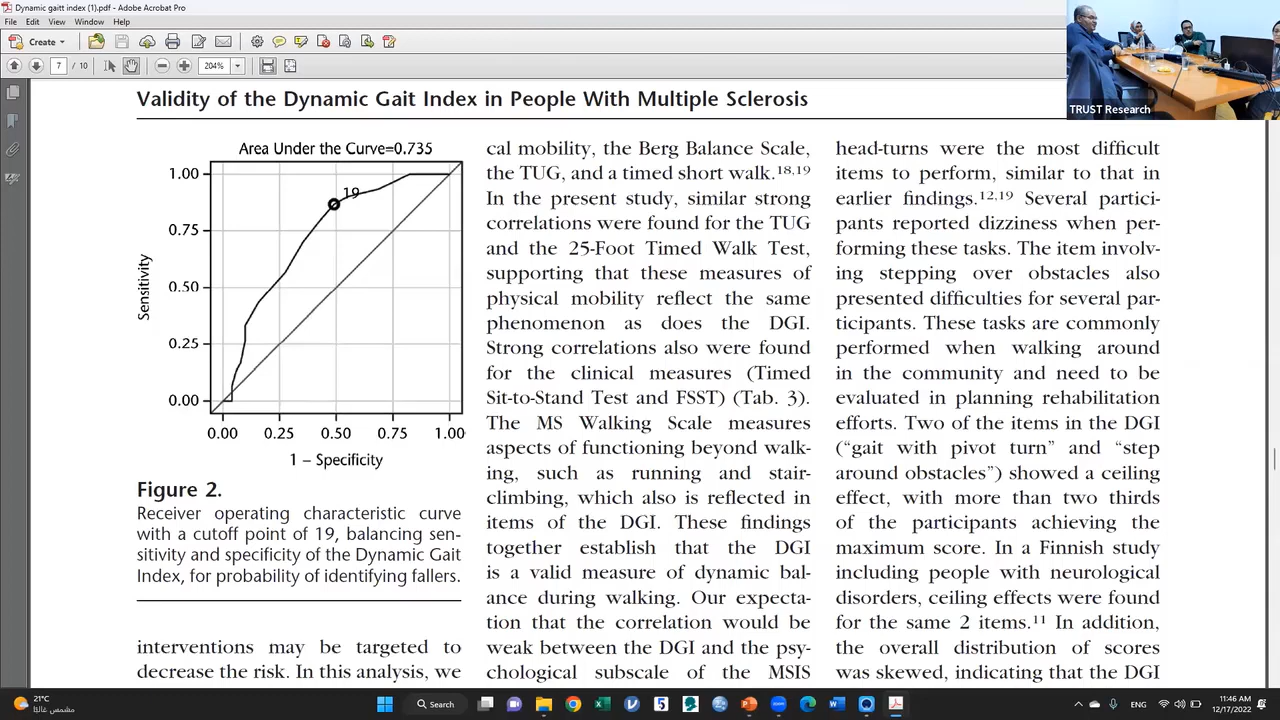 Dynamic gaitt index (1).pdf - Adobe Acrobat Pro
File Edit View Window Help
Create
7 / 10
204%
TRUST Research
Validity of the Dynamic Gait Index in People With Multiple Sclerosis
Area Under the Curve=0.735
1.00
0.75
0.50
0.25
0.00
Sensitivity
19
0.00 0.25 0.50 0.75 1.00
1 – Specificity
Figure 2.
Receiver operating characteristic curve
with a cutoff point of 19, balancing sen-
sitivity and specificity of the Dynamic Gait
Index, for probability of identifying fallers.
interventions may be targeted to
decrease the risk. In this analysis, we
cal mobility, the Berg Balance Scale,
the TUG, and a timed short walk.18,19
In the present study, similar strong
correlations were found for the TUG
and the 25-Foot Timed Walk Test,
supporting that these measures of
physical mobility reflect the same
phenomenon as does the DGI.
Strong correlations also were found
for the clinical measures (Timed
Sit-to-Stand Test and FSST) (Tab. 3).
The MS Walking Scale measures
aspects of functioning beyond walk-
ing, such as running and stair-
climbing, which also is reflected in
items of the DGI. These findings
together establish that the DGI
is a valid measure of dynamic bal-
ance during walking. Our expecta-
tion that the correlation would be
weak between the DGI and the psy-
chological subscale of the MSIS
head-turns were the most difficult
items to perform, similar to that in
earlier findings.12,19 Several partici-
pants reported dizziness when per-
forming these tasks. The item involv-
ing stepping over obstacles also
presented difficulties for several par-
ticipants. These tasks are commonly
performed when walking around
in the community and need to be
evaluated in planning rehabilitation
efforts. Two of the items in the DGI
(“gait with pivot turn” and “step
around obstacles”) showed a ceiling
effect, with more than two thirds
of the participants achieving the
maximum score. In a Finnish study
including people with neurological
disorders, ceiling effects were found
for the same 2 items.11 In addition,
the overall distribution of scores
was skewed, indicating that the DGI
21°C
مشمس غالبًا
Search
ENG
11:46 AM
12/17/2022